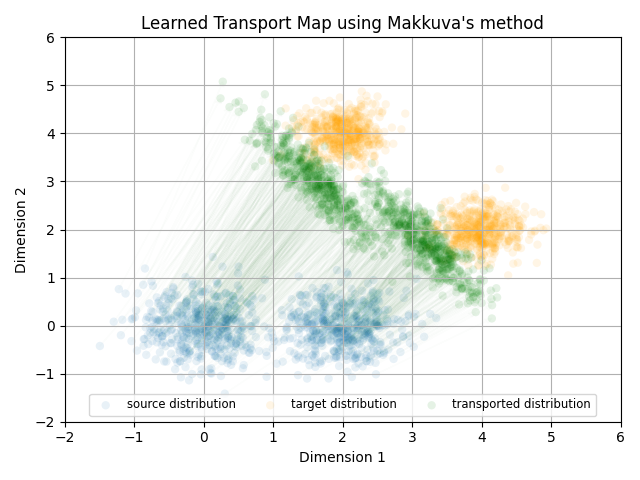 Learned Transport Map using Makkuva's method
6
5
4
3
2
1
0
−1
−2
Dimension 2
source distribution target distribution transported distribution
−2 −1 0 1 2 3 4 5 6
Dimension 1